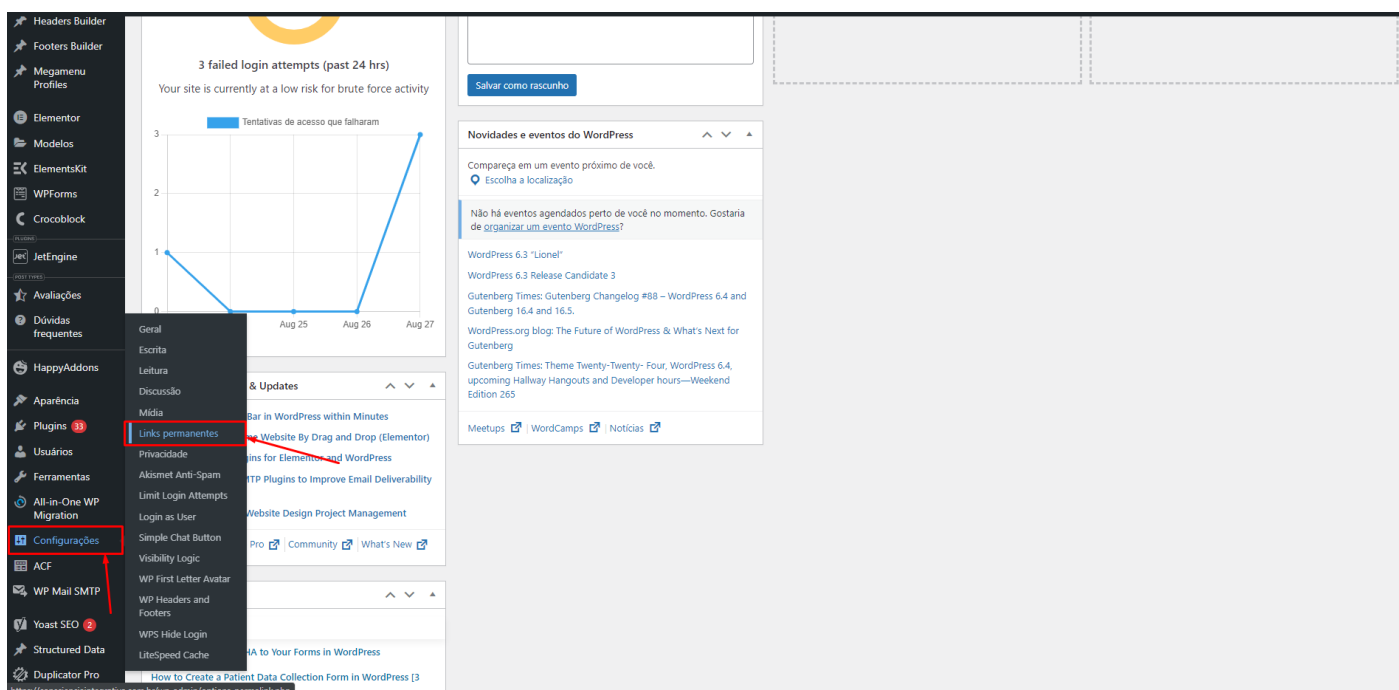 Headers Builder
Footers Builder
Megamenu
Profiles
Elementor
Modelos
ElementsKit
WPForms
Crocoblock
JetEngine
POST TYPES
Avaliações
Dúvidas
frequentes
HappyAddons
Aparência
Plugins 33
Usuários
Ferramentas
All-in-One WP
Migration
Configurações
ACF
WP Mail SMTP
Yoast SEO 2
Structured Data
Duplicator Pro
Geral
Escrita
Leitura
Discussão
Mídia
Links permanentes
Privacidade
Akismet Anti-Spam
Limit Login Attempts
Login as User
Simple Chat Button
Visibility Logic
WP First Letter Avatar
WP Headers and
Footers
WPS Hide Login
LiteSpeed Cache
3 failed login attempts (past 24 hrs)
Your site is currently at a low risk for brute force activity
Tentativas de acesso que falharam
3
2
1
0
Aug 25 Aug 26 Aug 27
& Updates
Bar in WordPress within Minutes
Website By Drag and Drop (Elementor)
for Elementor and WordPress
Plugins to Improve Email Deliverability
Website Design Project Management
Pro Community What's New
to Your Forms in WordPress
How to Create a Patient Data Collection Form in WordPress [3
Salvar como rascunho
Novidades e eventos do WordPress
Compareça em um evento próximo de você.
Escolha a localização
Não há eventos agendados perto de você no momento. Gostaria
de organizar um evento WordPress?
WordPress 6.3 "Lionel"
WordPress 6.3 Release Candidate 3
Gutenberg Times: Gutenberg Changelog #88 – WordPress 6.4 and
Gutenberg 16.4 and 16.5.
WordPress.org blog: The Future of WordPress & What's Next for
Gutenberg
Gutenberg Times: Theme Twenty-Twenty- Four, WordPress 6.4,
upcoming Hallway Hangouts and Developer hours—Weekend
Edition 265
Meetups WordCamps Notícias